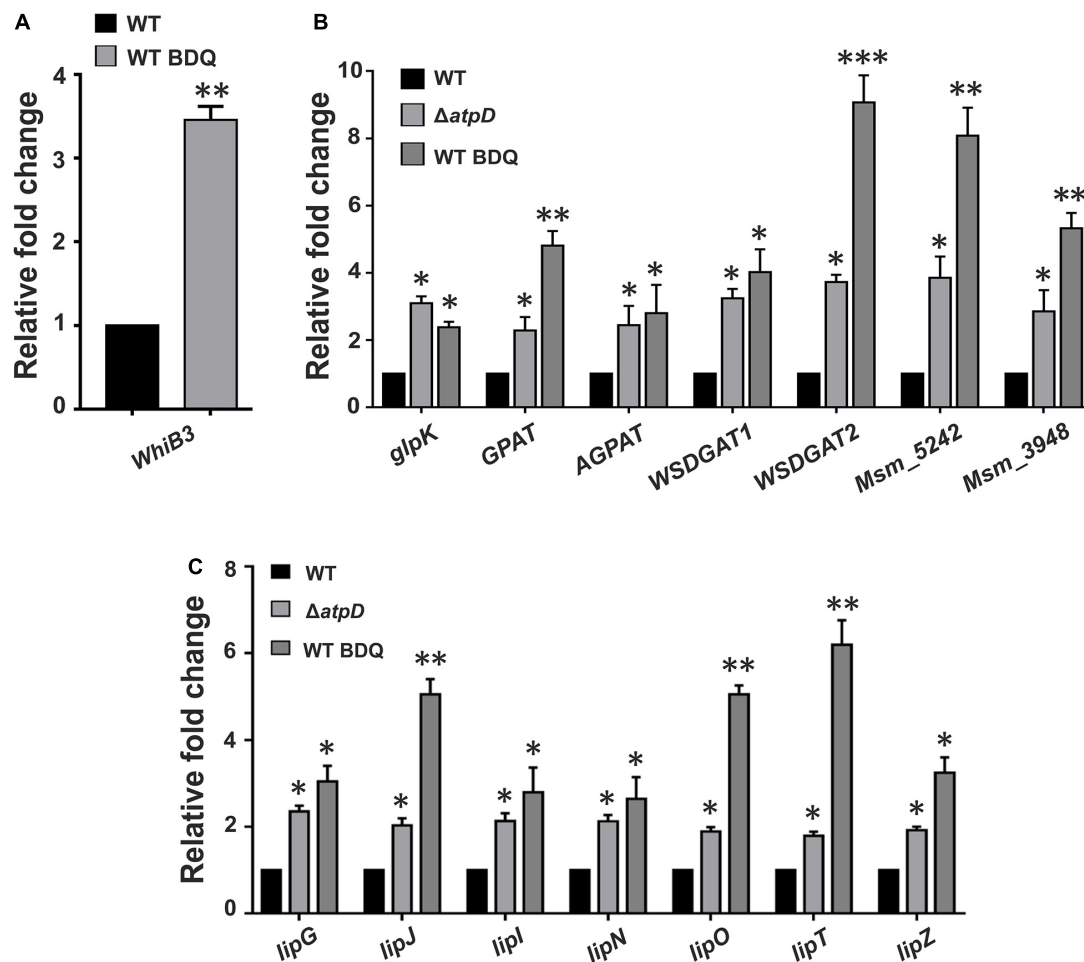 A
WT
WT BDQ
Relative fold change
4
3
2
1
0
**
WhiB3
B
WT
ΔatpD
WT BDQ
Relative fold change
10
8
6
4
2
0
* * * ** * * * * * *** * ** * **
glpK GPAT AGPAT WSDGAT1 WSDGAT2 Msm_5242 Msm_3948
C
WT
ΔatpD
WT BDQ
Relative fold change
8
6
4
2
0
* * * ** * * * * * ** * ** * *
lipG lipJ lipI lipN lipO lipT lipZ